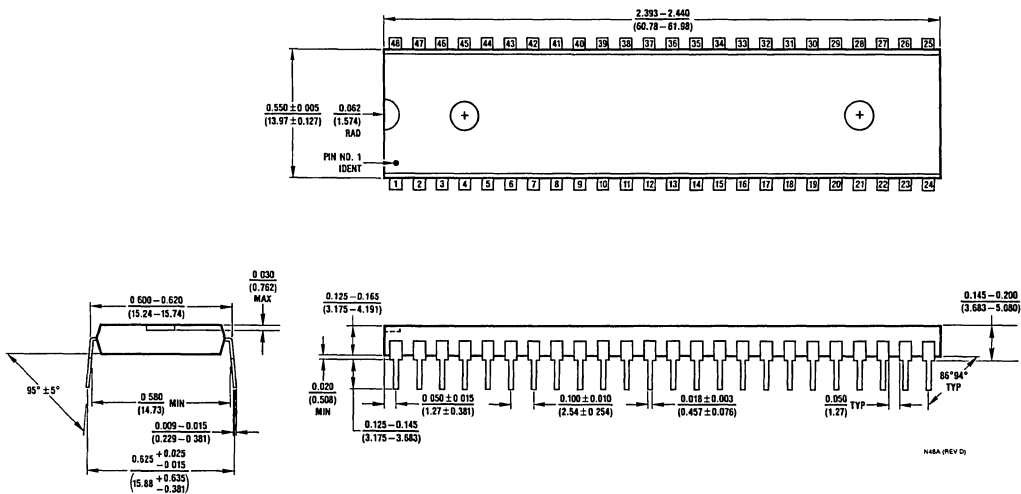 2.393–2.440
(60.78–61.98)
48 47 46 45 44 43 42 41 40 39 38 37 36 35 34 33 32 31 30 29 28 27 26 25
0.550 ± 0 005
(13.97 ± 0.127)
0.062
(1.574)
RAD
PIN NO. 1
IDENT
1 2 3 4 5 6 7 8 9 10 11 12 13 14 15 16 17 18 19 20 21 22 23 24
0 030
(0.762)
MAX
0.600–0.620
(15.24–15.74)
95° ± 5°
0 580
(14.73)
MIN
0.009–0.015
(0.229–0 381)
0.625 +0.025
-0 015
(15.88 +0.635
-0.381)
0.125–0.165
(3.175–4.191)
0.145–0.200
(3.683–5.080)
0.020
(0.508)
MIN
0 050 ± 0 015
(1.27 ± 0.381)
0.100 ± 0.010
(2.54 ± 0 254)
0.018 ± 0.003
(0.457 ± 0.076)
0.050
(1.27)
TYP
86°94°
TYP
0.125–0.145
(3.175–3.683)
N48A (REV D)